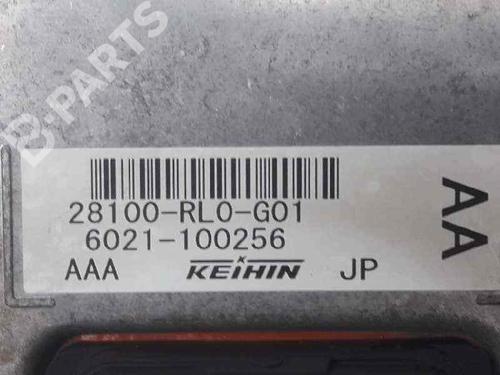 B-PARTS
28100-RL0-G01
6021-100256
AAA KEIHIN JP
AA